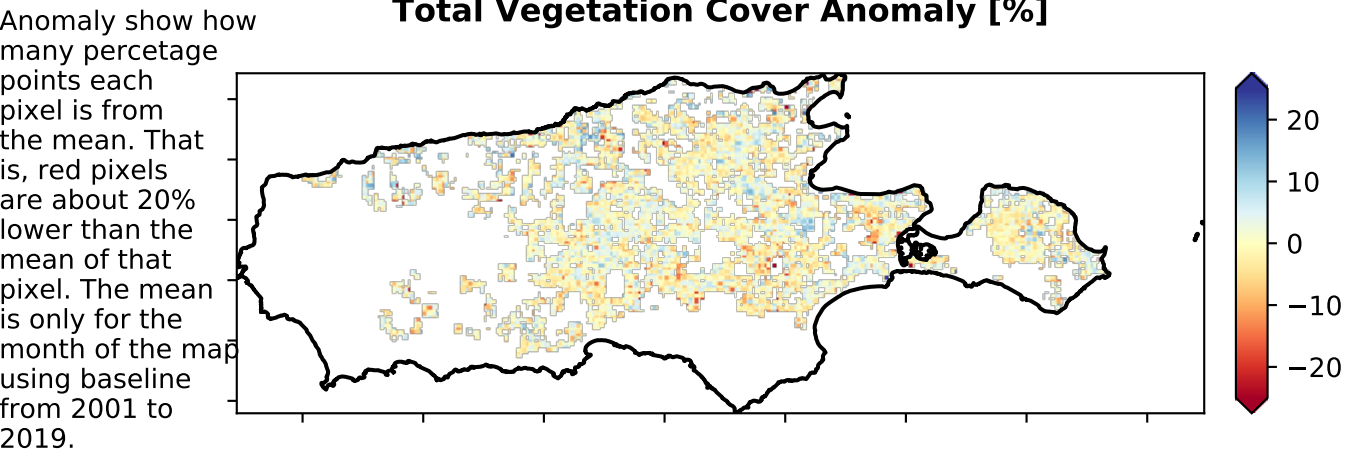 Total Vegetation Cover Anomaly [%]
Anomaly show how
many percetage
points each
pixel is from
the mean. That
is, red pixels
are about 20%
lower than the
mean of that
pixel. The mean
is only for the
month of the map
using baseline
from 2001 to
2019.
20
10
0
−10
−20